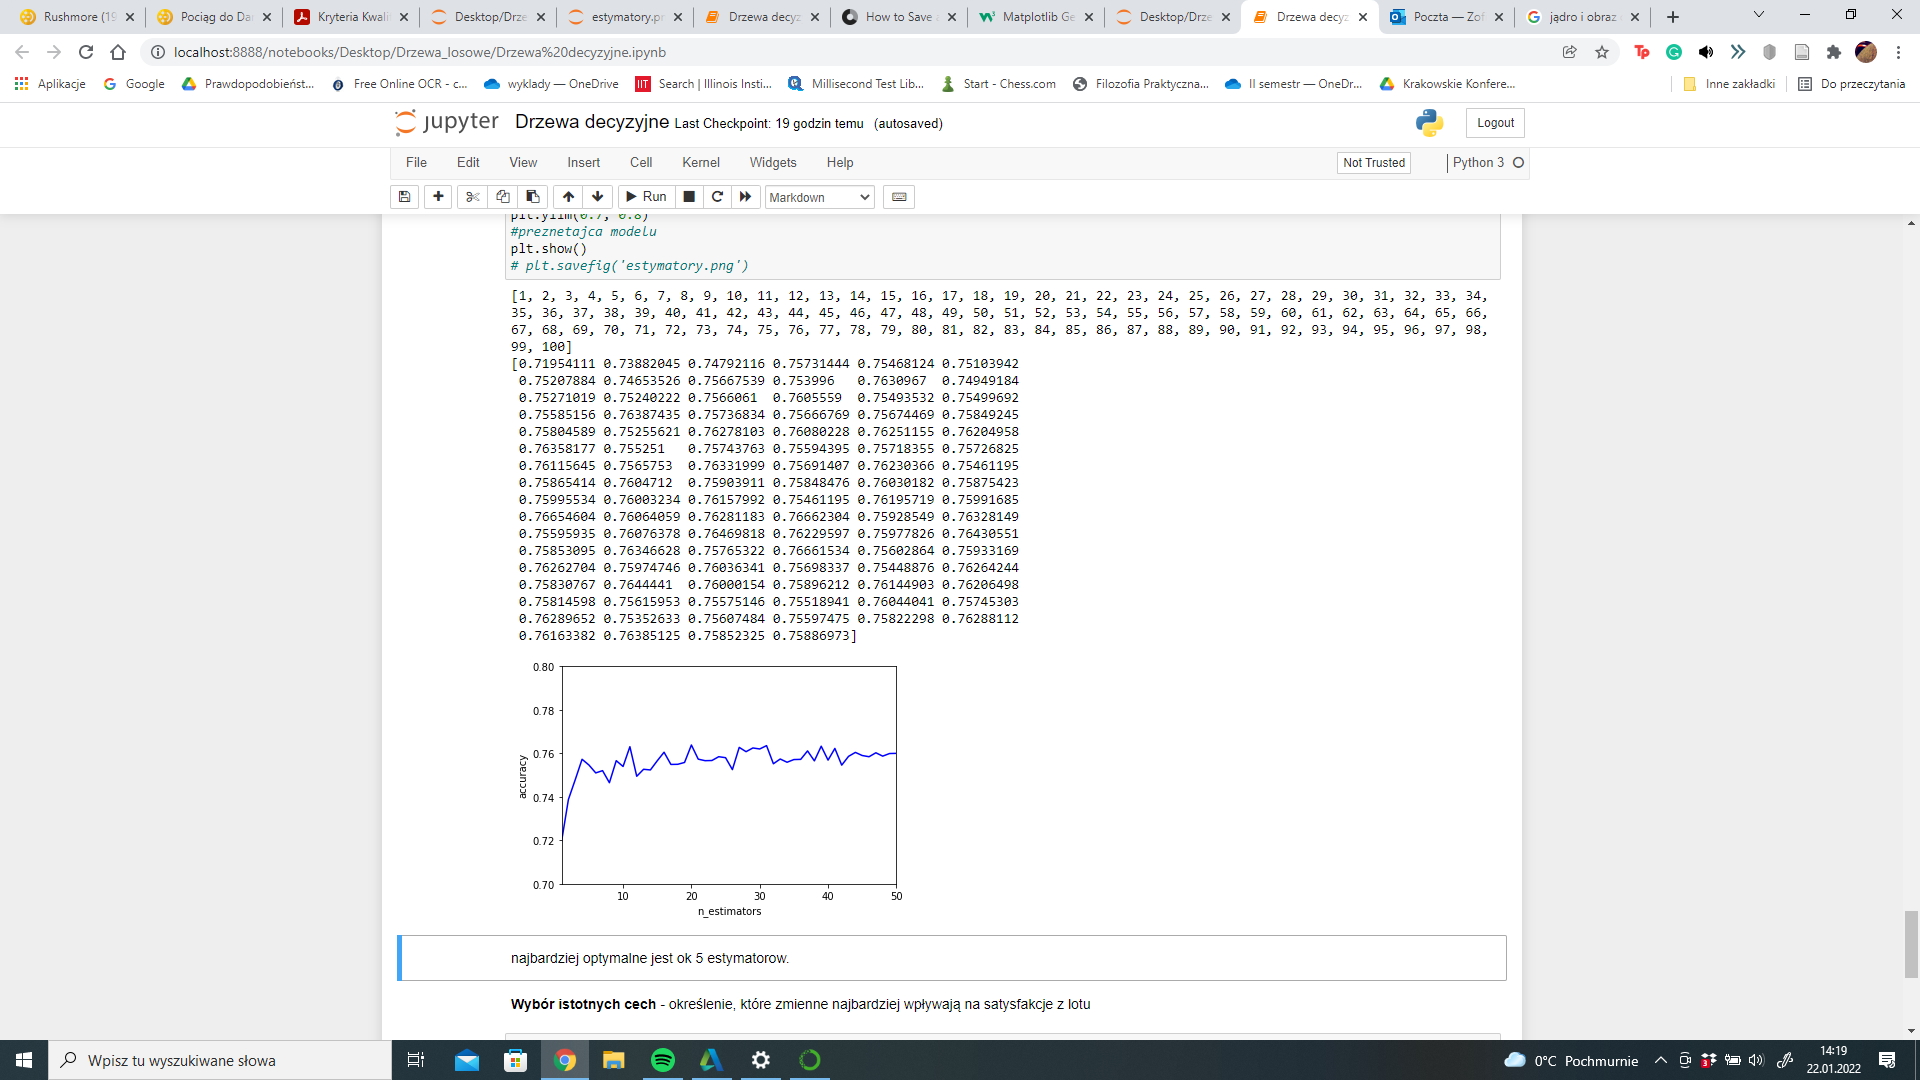 Rushmore (19
Pociąg do Dar
Kryteria Kwali
Desktop/Drze
estymatory.pn
Drzewa decyz
How to Save a
Matplotlib Ge
Desktop/Drze
Drzewa decyz
Poczta — Zof
jądro i obraz
localhost:8888/notebooks/Desktop/Drzewa_losowe/Drzewa%20decyzyjne.ipynb
Aplikacje
Google
Prawdopodobieńst...
Free Online OCR - c...
wyklady — OneDrive
Search | Illinois Insti...
Millisecond Test Lib...
Start - Chess.com
Filozofia Praktyczna...
II semestr — OneDr...
Krakowskie Konfere...
Inne zakładki
Do przeczytania
jupyter Drzewa decyzyjne Last Checkpoint: 19 godzin temu (autosaved)
Logout
File Edit View Insert Cell Kernel Widgets Help
Not Trusted
Python 3
Run
Markdown
plt.ylim(0.7, 0.8)
#preznetajca modelu
plt.show()
# plt.savefig('estymatory.png')
[1, 2, 3, 4, 5, 6, 7, 8, 9, 10, 11, 12, 13, 14, 15, 16, 17, 18, 19, 20, 21, 22, 23, 24, 25, 26, 27, 28, 29, 30, 31, 32, 33, 34,
35, 36, 37, 38, 39, 40, 41, 42, 43, 44, 45, 46, 47, 48, 49, 50, 51, 52, 53, 54, 55, 56, 57, 58, 59, 60, 61, 62, 63, 64, 65, 66,
67, 68, 69, 70, 71, 72, 73, 74, 75, 76, 77, 78, 79, 80, 81, 82, 83, 84, 85, 86, 87, 88, 89, 90, 91, 92, 93, 94, 95, 96, 97, 98,
99, 100]
[0.71954111 0.73882045 0.74792116 0.75731444 0.75468124 0.75103942
0.75207884 0.74653526 0.75667539 0.753996 0.7630967 0.74949184
0.75271019 0.75240222 0.7566061 0.7605559 0.75493532 0.75499692
0.75585156 0.76387435 0.75736834 0.75666769 0.75674469 0.75849245
0.75804589 0.75255621 0.76278103 0.76080228 0.76251155 0.76204958
0.76358177 0.755251 0.75743763 0.75594395 0.75718355 0.75726825
0.76115645 0.7565753 0.76331999 0.75691407 0.76230366 0.75461195
0.75865414 0.7604712 0.75903911 0.75848476 0.76030182 0.75875423
0.75995534 0.76003234 0.76157992 0.75461195 0.76195719 0.75991685
0.76654604 0.76064059 0.76281183 0.76662304 0.75928549 0.76328149
0.75595935 0.76076378 0.76469818 0.76229597 0.75977826 0.76430551
0.75853095 0.76346628 0.75765322 0.76661534 0.75602864 0.75933169
0.76262704 0.75974746 0.76036341 0.75698337 0.75448876 0.76264244
0.75830767 0.7644441 0.76000154 0.75896212 0.76144903 0.76206498
0.75814598 0.75615953 0.75575146 0.75518941 0.76044041 0.75745303
0.76289652 0.75352633 0.75607484 0.75597475 0.75822298 0.76288112
0.76163382 0.76385125 0.75852325 0.75886973]
0.80
0.78
0.76
0.74
0.72
0.70
accuracy
10 20 30 40 50
n_estimators
najbardziej optymalne jest ok 5 estymatorow.
Wybór istotnych cech - określenie, które zmienne najbardziej wpływają na satysfakcje z lotu
Wpisz tu wyszukiwane słowa
0°C Pochmurnie
14:19
22.01.2022